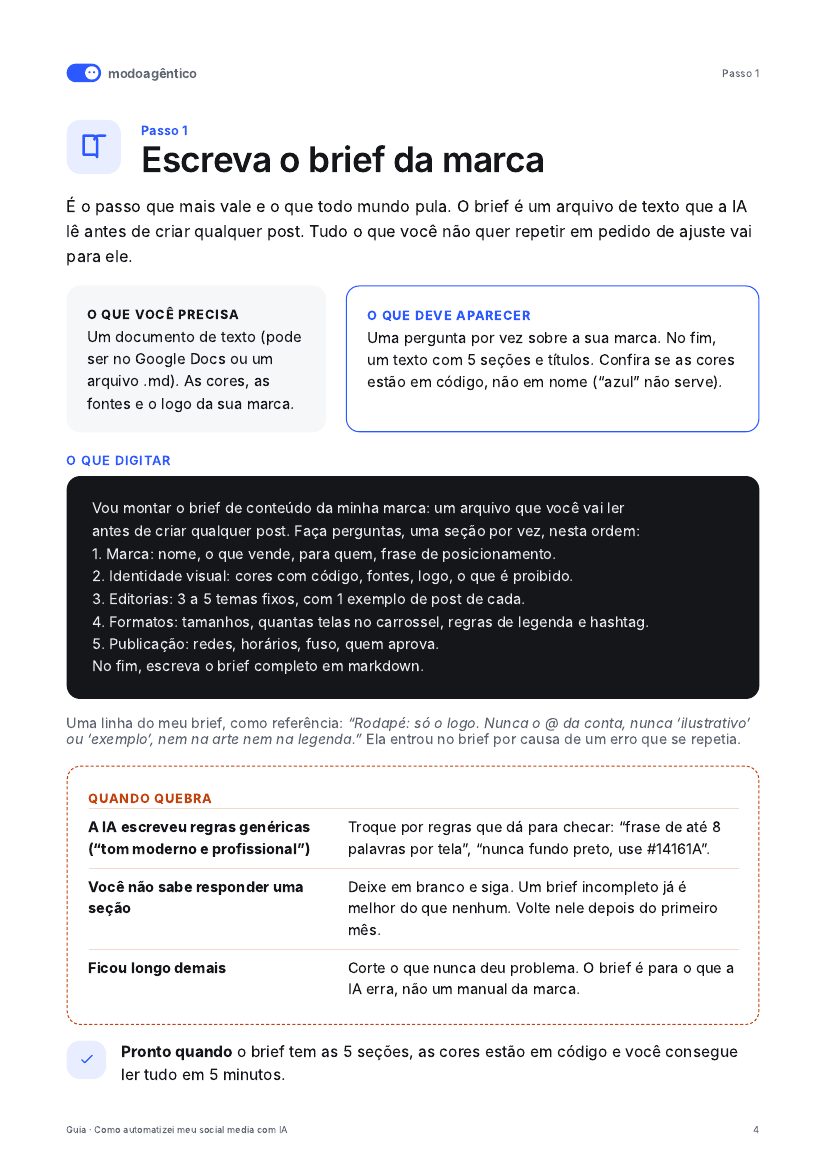 modoagêntico
Passo 1
Passo 1
Escreva o brief da marca
É o passo que mais vale e o que todo mundo pula. O brief é um arquivo de texto que a IA
lê antes de criar qualquer post. Tudo o que você não quer repetir em pedido de ajuste vai
para ele.
O QUE VOCÊ PRECISA
Um documento de texto (pode
ser no Google Docs ou um
arquivo .md). As cores, as
fontes e o logo da sua marca.
O QUE DEVE APARECER
Uma pergunta por vez sobre a sua marca. No fim,
um texto com 5 seções e títulos. Confira se as cores
estão em código, não em nome (“azul” não serve).
O QUE DIGITAR
Vou montar o brief de conteúdo da minha marca: um arquivo que você vai ler
antes de criar qualquer post. Faça perguntas, uma seção por vez, nesta ordem:
1. Marca: nome, o que vende, para quem, frase de posicionamento.
2. Identidade visual: cores com código, fontes, logo, o que é proibido.
3. Editorias: 3 a 5 temas fixos, com 1 exemplo de post de cada.
4. Formatos: tamanhos, quantas telas no carrossel, regras de legenda e hashtag.
5. Publicação: redes, horários, fuso, quem aprova.
No fim, escreva o brief completo em markdown.
Uma linha do meu brief, como referência: “Rodapé: só o logo. Nunca o @ da conta, nunca ‘ilustrativo’
ou ‘exemplo’, nem na arte nem na legenda.” Ela entrou no brief por causa de um erro que se repetia.
QUANDO QUEBRA
A IA escreveu regras genéricas
(“tom moderno e profissional”)
Troque por regras que dá para checar: “frase de até 8
palavras por tela”, “nunca fundo preto, use #14161A”.
Você não sabe responder uma
seção
Deixe em branco e siga. Um brief incompleto já é
melhor do que nenhum. Volte nele depois do primeiro
mês.
Ficou longo demais
Corte o que nunca deu problema. O brief é para o que a
IA erra, não um manual da marca.
Pronto quando o brief tem as 5 seções, as cores estão em código e você consegue
ler tudo em 5 minutos.
Guia · Como automatizei meu social media com IA
4